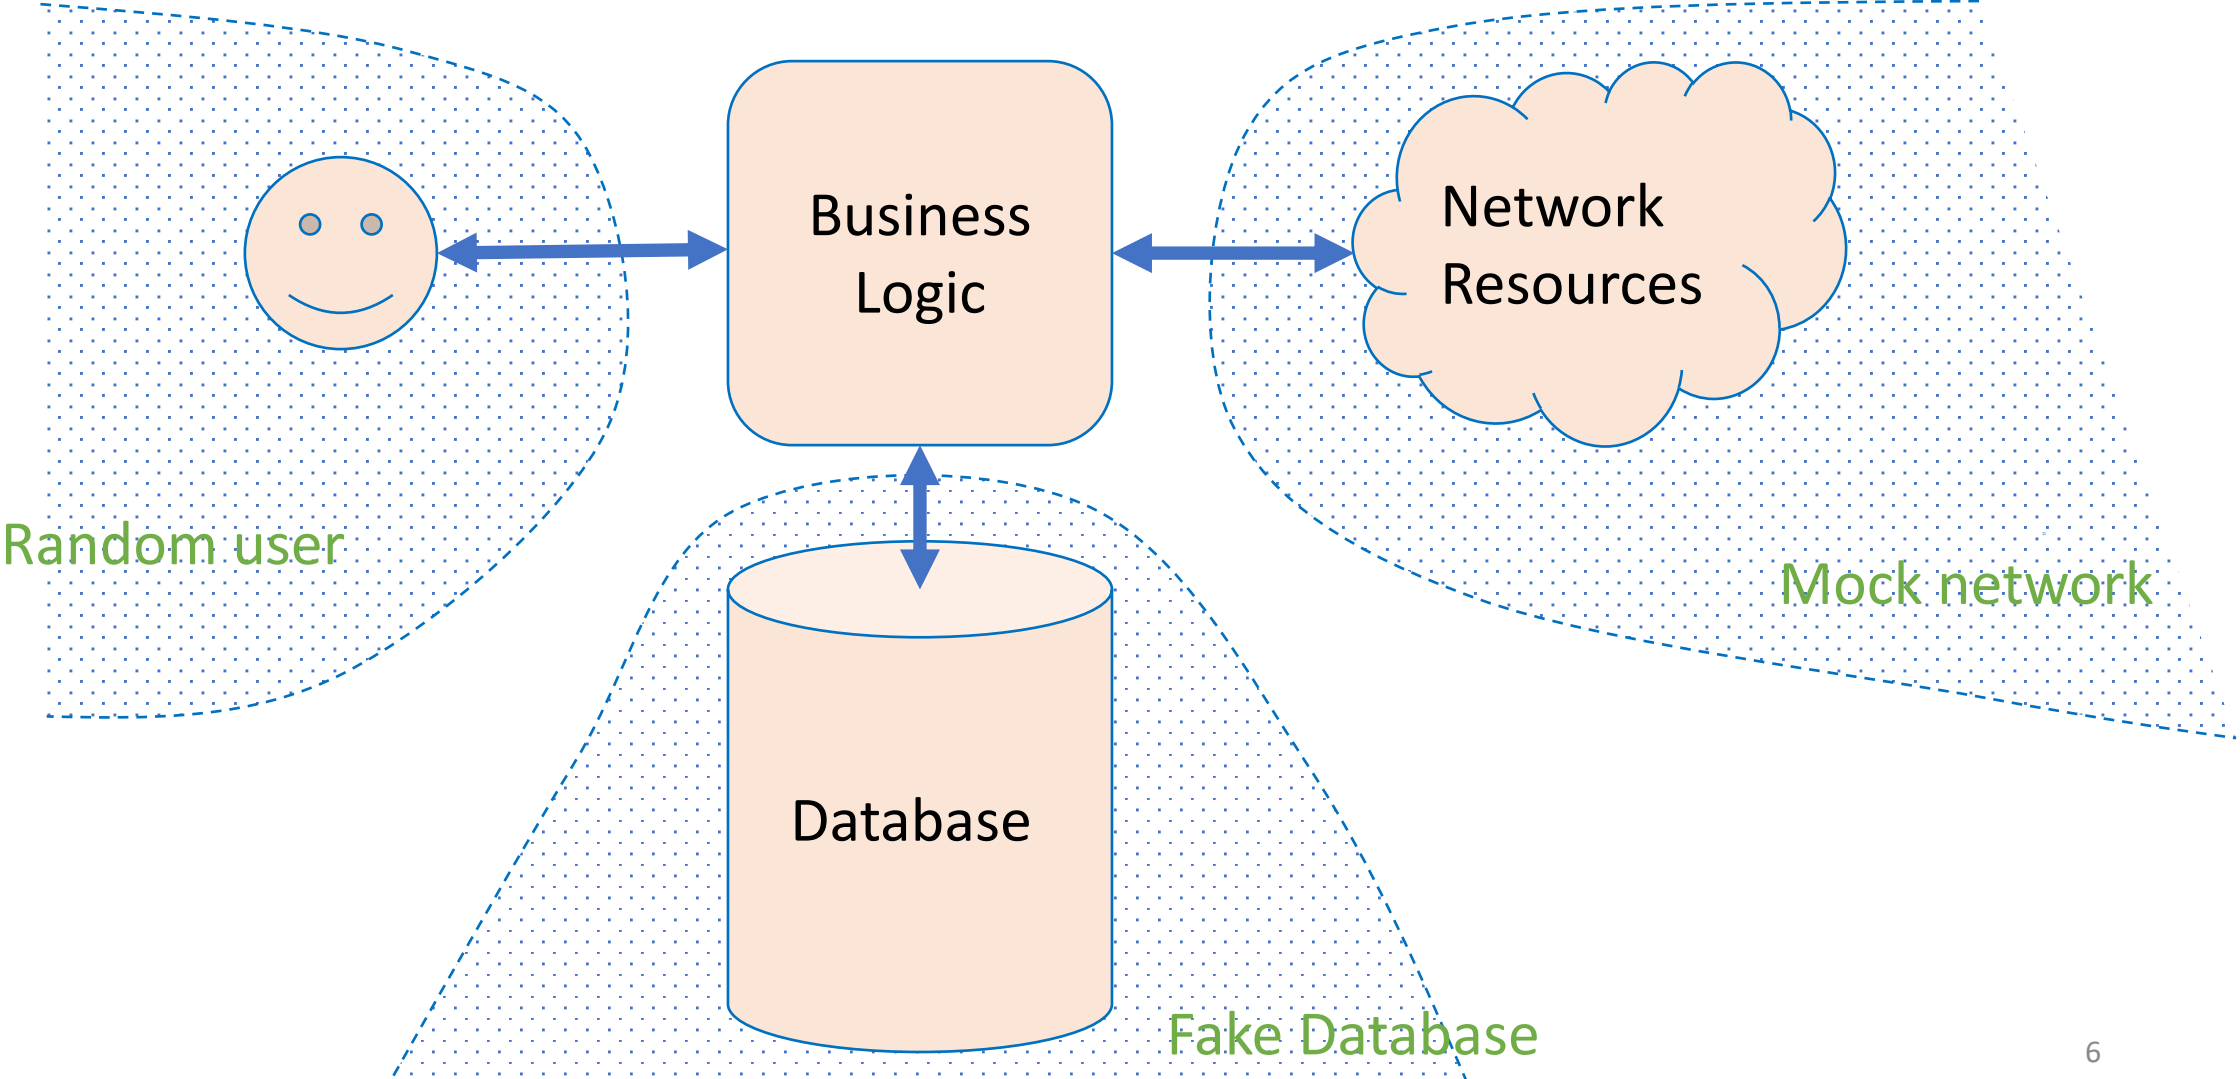 Business
Logic
Network
Resources
Random user
Mock network
Database
Fake Database
6